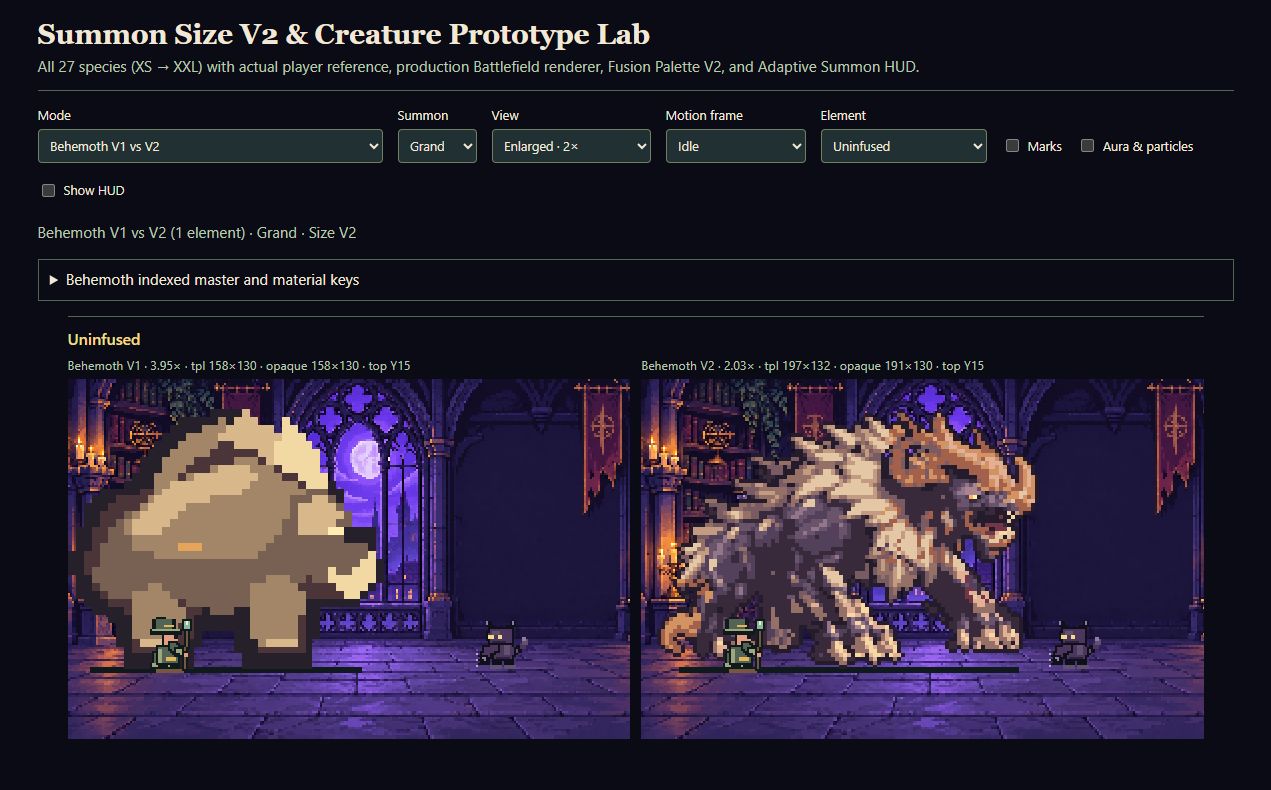 Summon Size V2 & Creature Prototype Lab
All 27 species (XS → XXL) with actual player reference, production Battlefield renderer, Fusion Palette V2, and Adaptive Summon HUD.
Mode
Summon
View
Motion frame
Element
Behemoth V1 vs V2
Grand
Enlarged · 2×
Idle
Uninfused
Marks
Aura & particles
Show HUD
Behemoth V1 vs V2 (1 element) · Grand · Size V2
▶ Behemoth indexed master and material keys
Uninfused
Behemoth V1 · 3.95× · tpl 158×130 · opaque 158×130 · top Y15
Behemoth V2 · 2.03× · tpl 197×132 · opaque 191×130 · top Y15